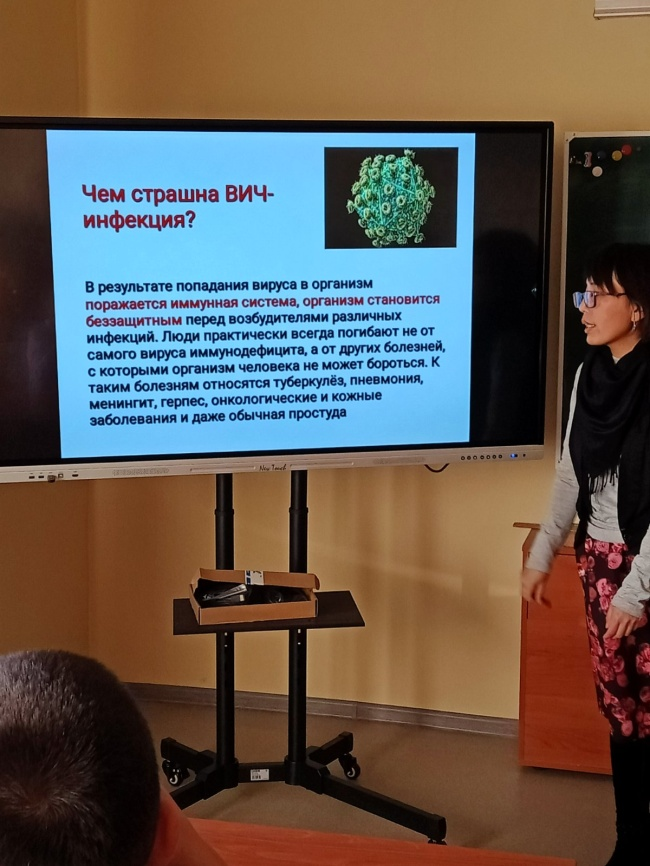 Чем страшна ВИЧ-
инфекция?
В результате попадания вируса в организм
поражается иммунная система, организм становится
беззащитным перед возбудителями различных
инфекций. Люди практически всегда погибают не от
самого вируса иммунодефицита, а от других болезней,
с которыми организм человека не может бороться. К
таким болезням относятся туберкулёз, пневмония,
менингит, герпес, онкологические и кожные
заболевания и даже обычная простуда
New Touch